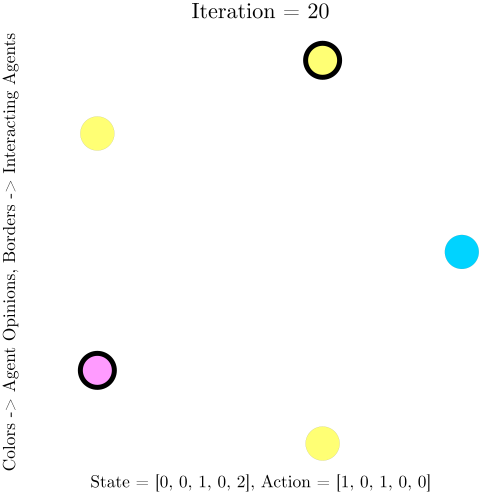 Iteration = 20
Colors -> Agent Opinions, Borders -> Interacting Agents
State = [0, 0, 1, 0, 2], Action = [1, 0, 1, 0, 0]